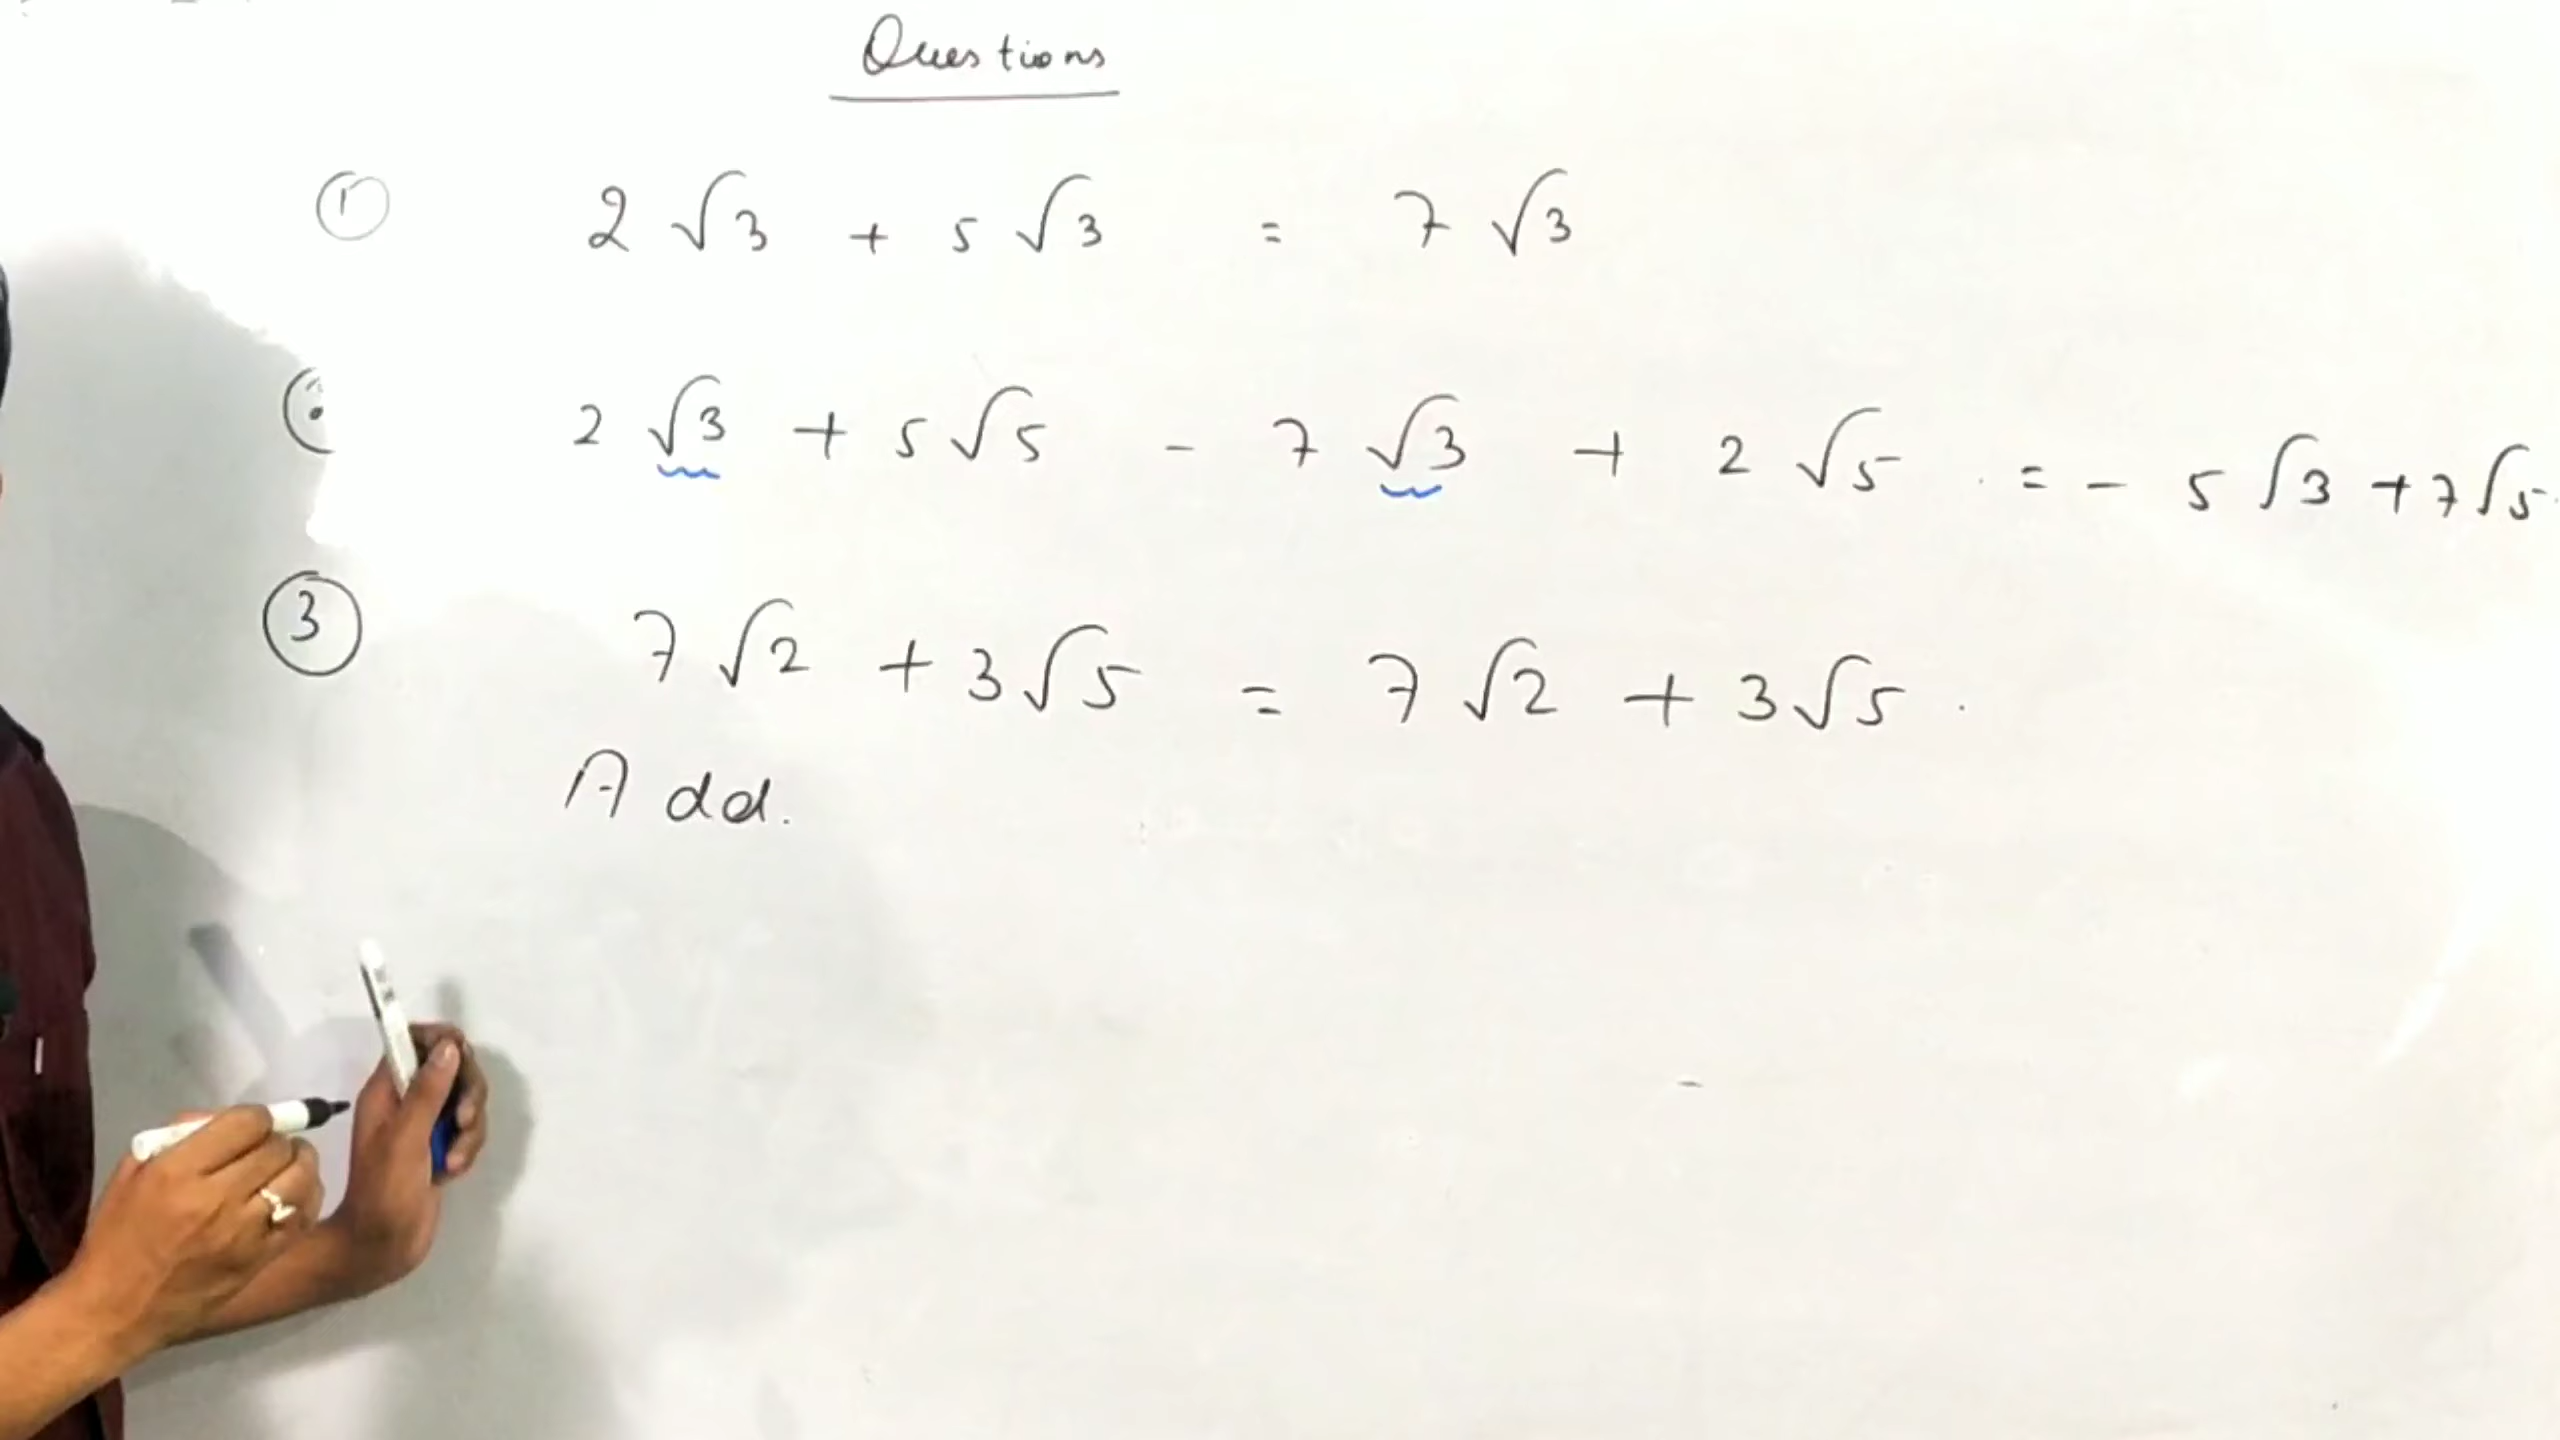 Questions
① 2√3 + 5√3 = 7√3
2√3 + 5√5 - 7√3 + 2√5 = - 5√3 + 7√5
③ 7√2 + 3√5 = 7√2 + 3√5.
Add.